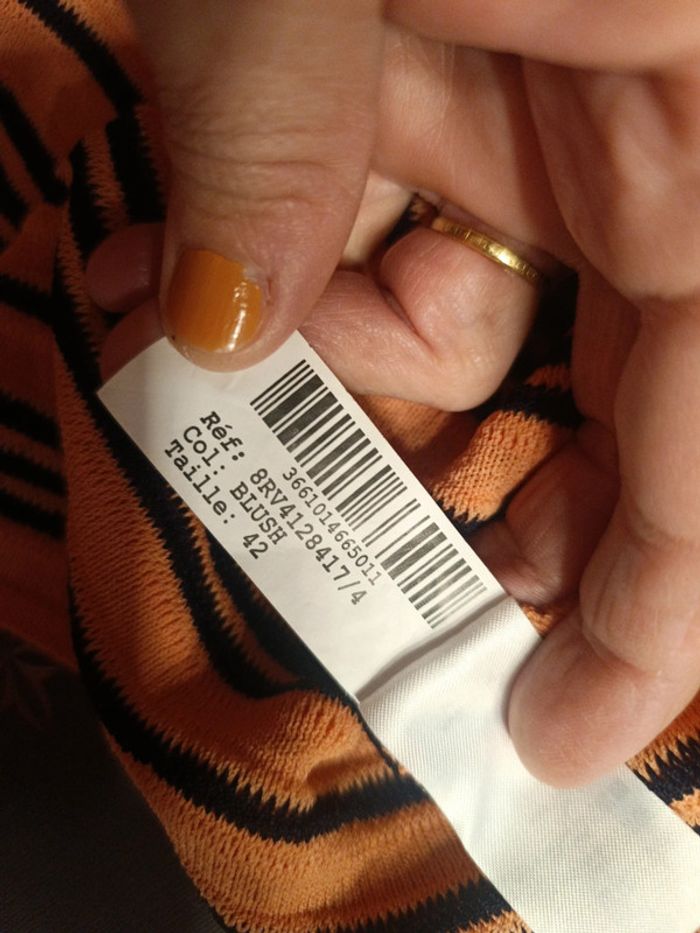 3661014665011
Réf: 8RV4128417/4
Col: BLUSH
Taille: 42